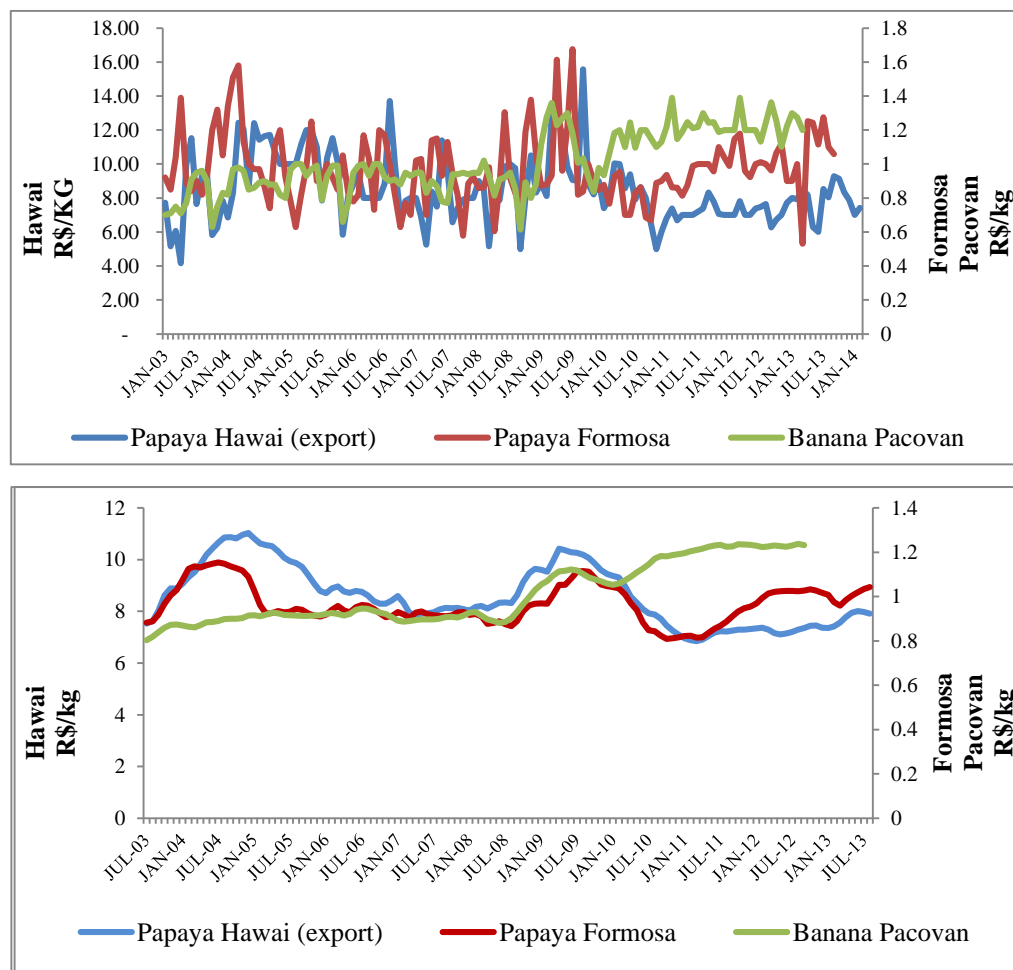 18.00
16.00
14.00
12.00
10.00
8.00
6.00
4.00
2.00
-
Hawai
R$/KG
1.8
1.6
1.4
1.2
1
0.8
0.6
0.4
0.2
0
Formosa
Pacovan
R$/kg
JAN-03
JUL-03
JAN-04
JUL-04
JAN-05
JUL-05
JAN-06
JUL-06
JAN-07
JUL-07
JAN-08
JUL-08
JAN-09
JUL-09
JAN-10
JUL-10
JAN-11
JUL-11
JAN-12
JUL-12
JAN-13
JUL-13
JAN-14
Papaya Hawai (export) Papaya Formosa Banana Pacovan
12
10
8
6
4
2
0
Hawai
R$/kg
1.4
1.2
1
0.8
0.6
0.4
0.2
0
Formosa
Pacovan
R$/kg
JUL-03
JAN-04
JUL-04
JAN-05
JUL-05
JAN-06
JUL-06
JAN-07
JUL-07
JAN-08
JUL-08
JAN-09
JUL-09
JAN-10
JUL-10
JAN-11
JUL-11
JAN-12
JUL-12
JAN-13
JUL-13
Papaya Hawai (export) Papaya Formosa Banana Pacovan